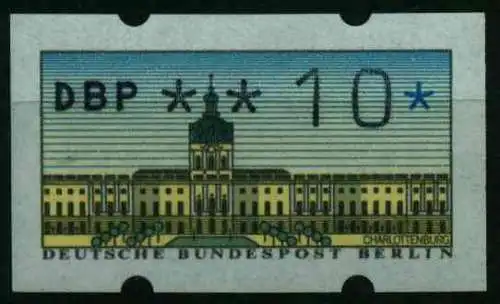 DBP ** 10*
CHARLOTTENBURG
DEUTSCHE BUNDESPOST BERLIN